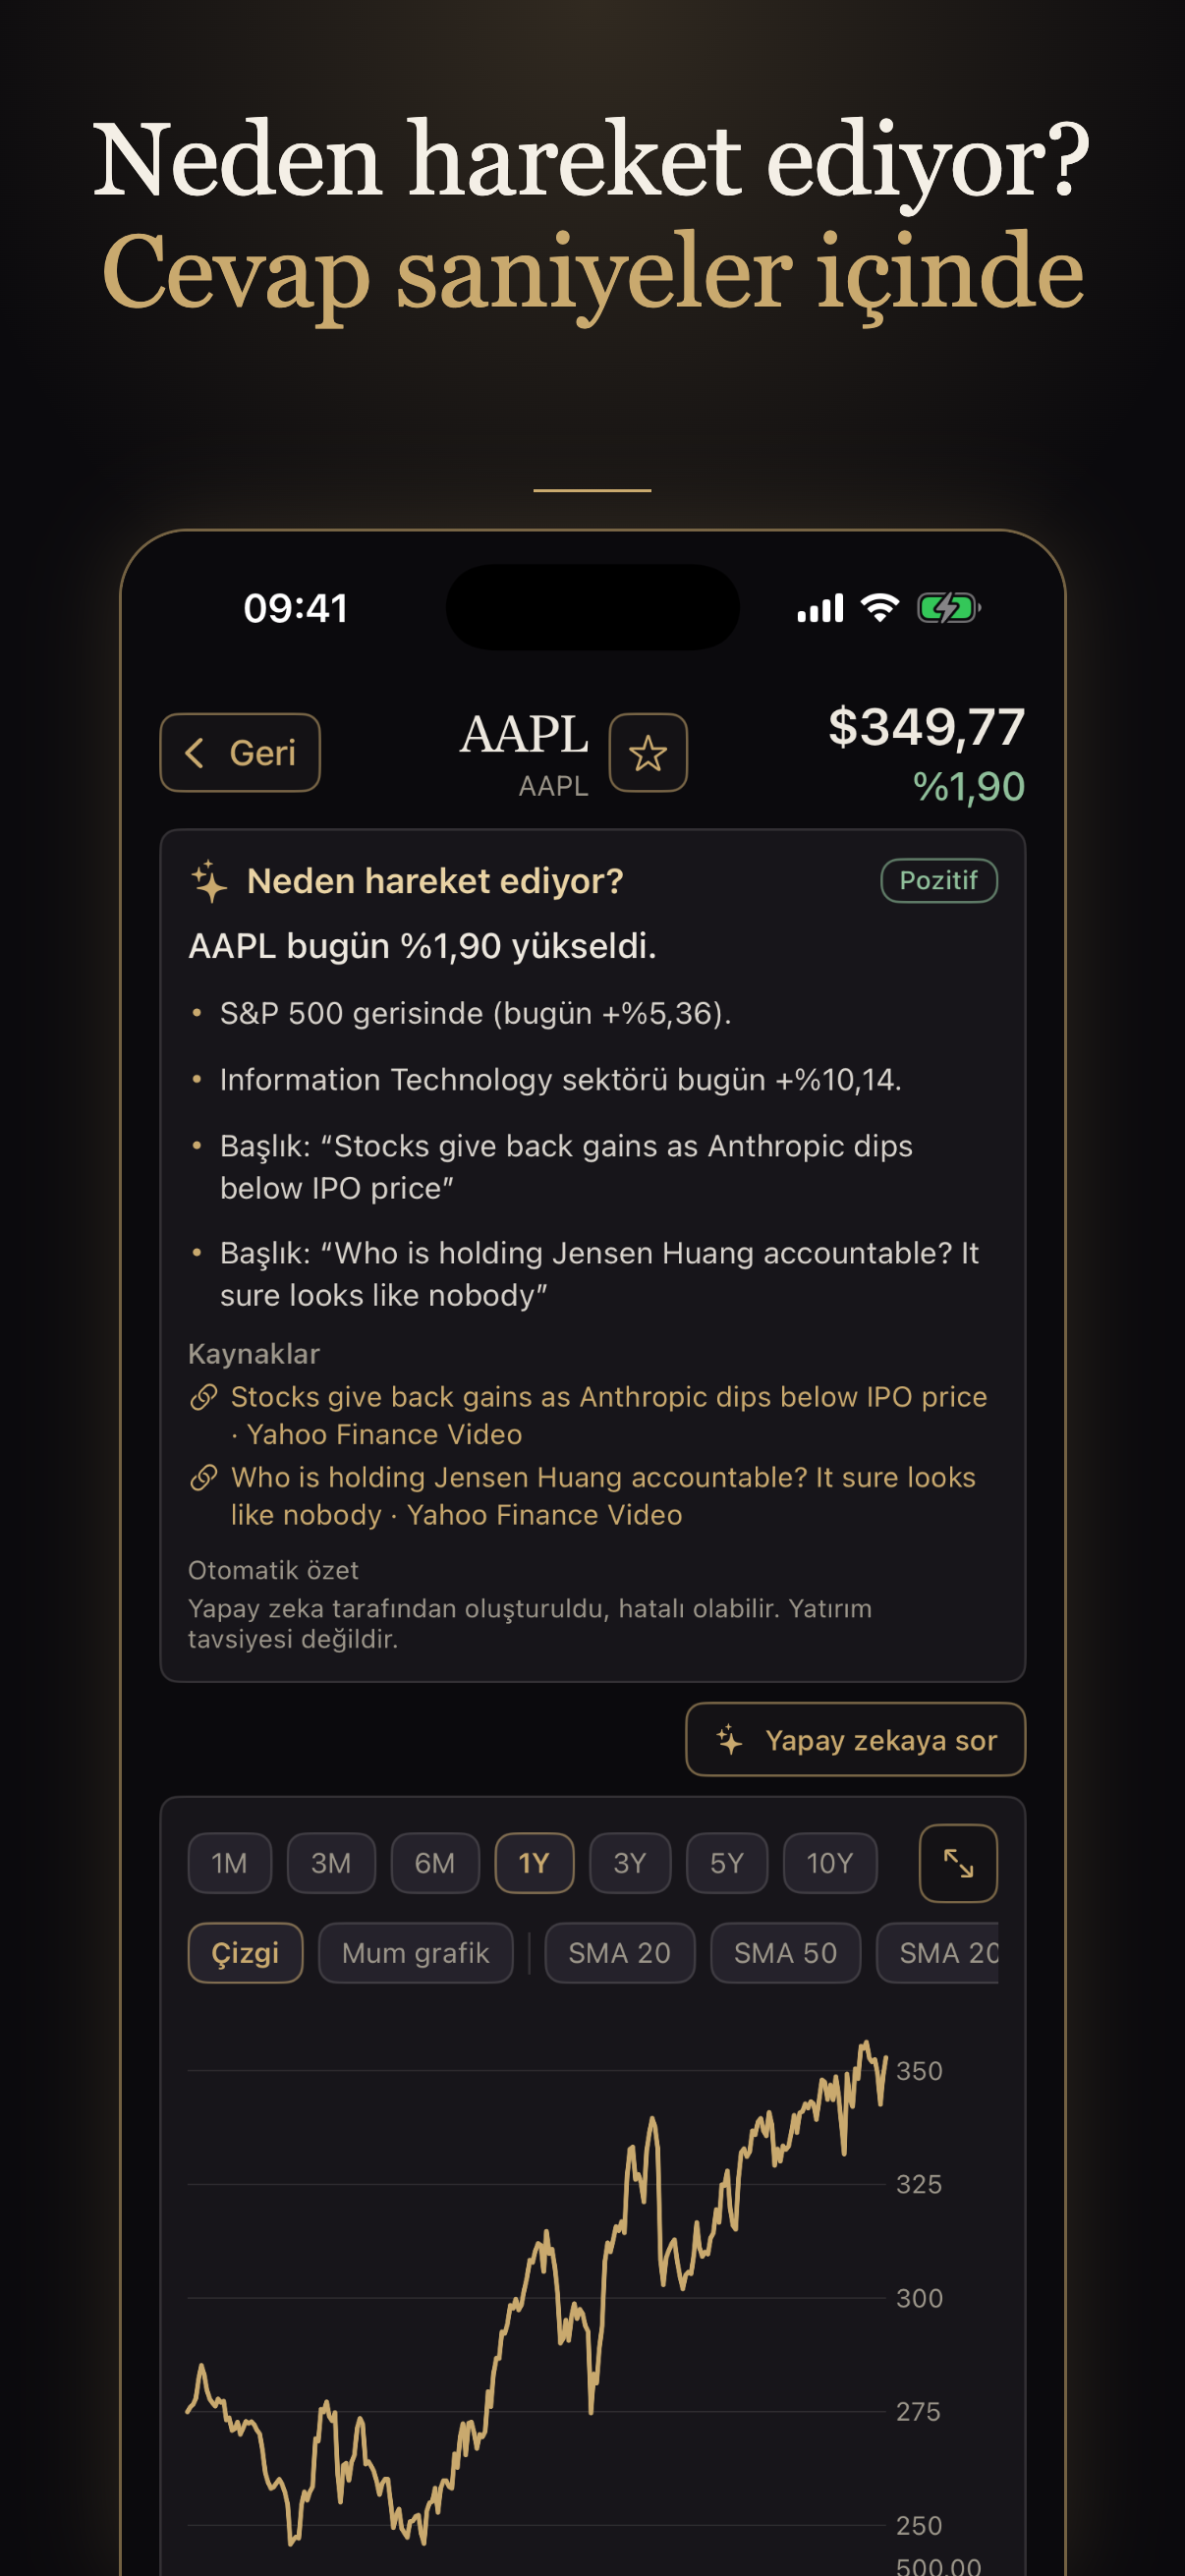 Neden hareket ediyor?
Cevap saniyeler içinde
09:41
Geri
AAPL
AAPL
$349,77
%1,90
Neden hareket ediyor?
Pozitif
AAPL bugün %1,90 yükseldi.
• S&P 500 gerisinde (bugün +%5,36).
• Information Technology sektörü bugün +%10,14.
• Başlık: “Stocks give back gains as Anthropic dips
below IPO price”
• Başlık: “Who is holding Jensen Huang accountable? It
sure looks like nobody”
Kaynaklar
Stocks give back gains as Anthropic dips below IPO price
· Yahoo Finance Video
Who is holding Jensen Huang accountable? It sure looks
like nobody · Yahoo Finance Video
Otomatik özet
Yapay zeka tarafından oluşturuldu, hatalı olabilir. Yatırım
tavsiyesi değildir.
Yapay zekaya sor
1M 3M 6M 1Y 3Y 5Y 10Y
Çizgi Mum grafik SMA 20 SMA 50 SMA 20
350
325
300
275
250
500.00